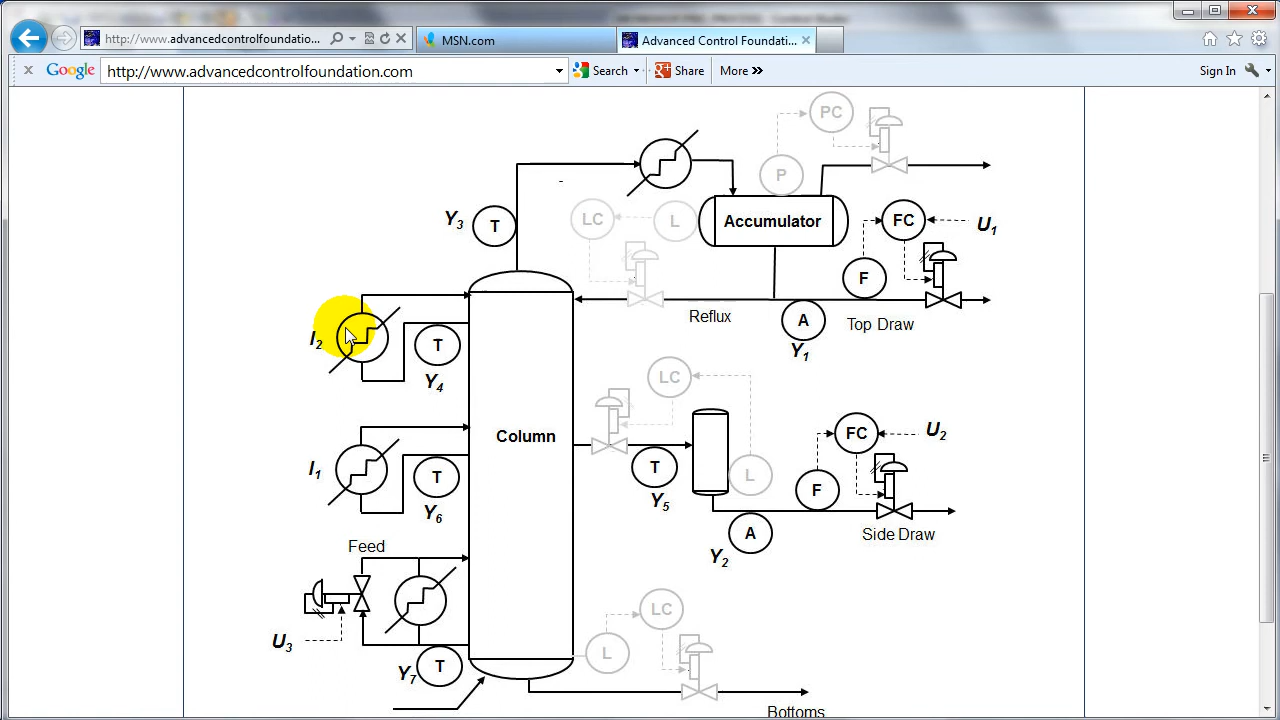 http://www.advancedcontrolfoundatio...
MSN.com
Advanced Control Foundati...
Google
http://www.advancedcontrolfoundation.com
Search
Share
More »
Sign In
PC
P
Y3
T
LC
L
Accumulator
FC
U1
F
Reflux
A
Top Draw
Y1
I2
T
Y4
LC
Column
FC
U2
I1
T
Y6
T
Y5
L
F
A
Y2
Side Draw
Feed
U3
LC
L
Y7
T
Bottoms